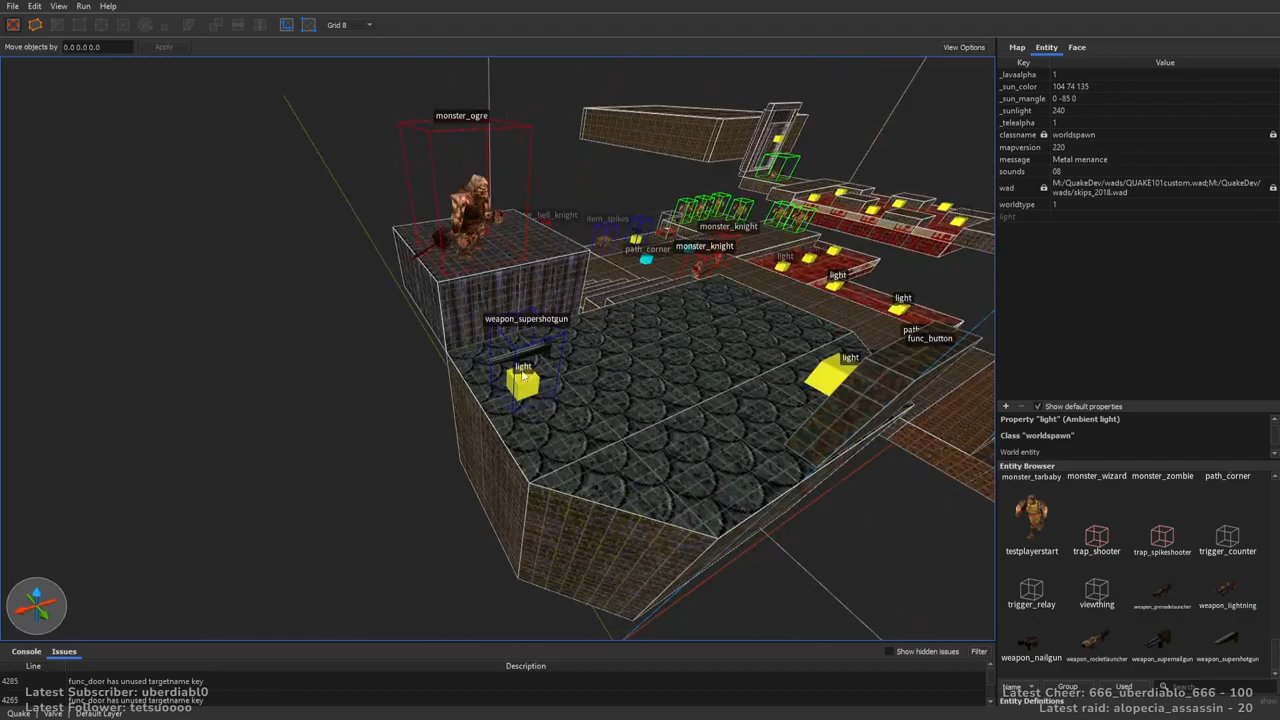 File Edit View Run Help
Grid 8
Move objects by 0.0 0.0 0.0 Apply View Options
Map Entity Face
Key Value
_lavaalpha 1
_sun_color 104 74 135
_sun_mangle 0 -85 0
_sunlight 240
_telealpha 1
classname worldspawn
mapversion 220
message Metal menance
sounds 08
wad M:/QuakeDev/wads/QUAKE101custom.wad;M:/QuakeDev/
wads/skips_2018.wad
worldtype 1
light
monster_ogre
item_spikes
monster_knight
path_corner
monster_knight
light
light
light
weapon_supershotgun
func_button
light
light
+ - Show default properties
Property "light" (Ambient light)
Class "worldspawn"
World entity
Entity Browser
monster_tarbaby monster_wizard monster_zombie path_corner
testplayerstart trap_shooter trap_spikeshooter trigger_counter
trigger_relay viewthing weapon_grenadelauncher weapon_lightning
weapon_nailgun weapon_rocketlauncher weapon_supernailgun weapon_supershotgun
Name Group Used Search
Entity Definitions
Console Issues Show hidden issues Filter
Line Description
4285 func_door has unused targetname key
4265 func_door has unused targetname key
Latest Subscriber: uberdiabl0
Latest Follower: tetsuoooo
Latest Cheer: 666_uberdiablo_666 - 100
Latest raid: alopecia_assassin - 20
Quake Valve Default Layer